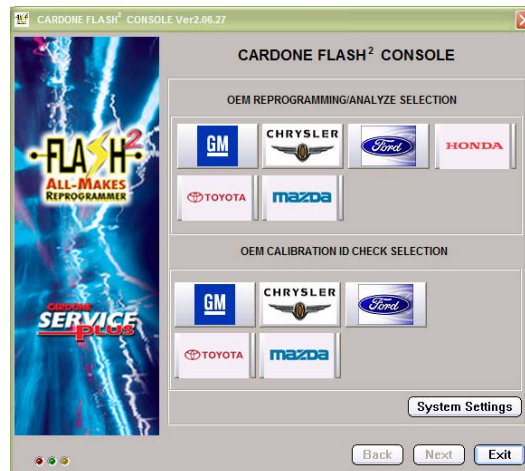 CARDONE FLASH² CONSOLE Ver2.06.27
CARDONE FLASH² CONSOLE
OEM REPROGRAMMING/ANALYZE SELECTION
GM CHRYSLER Ford HONDA
TOYOTA mazda
FLASH2
ALL-MAKES
REPROGRAMMER
OEM CALIBRATION ID CHECK SELECTION
GM CHRYSLER Ford
TOYOTA mazda
CARDONE
SERVICE
PLUS
System Settings
Back Next Exit